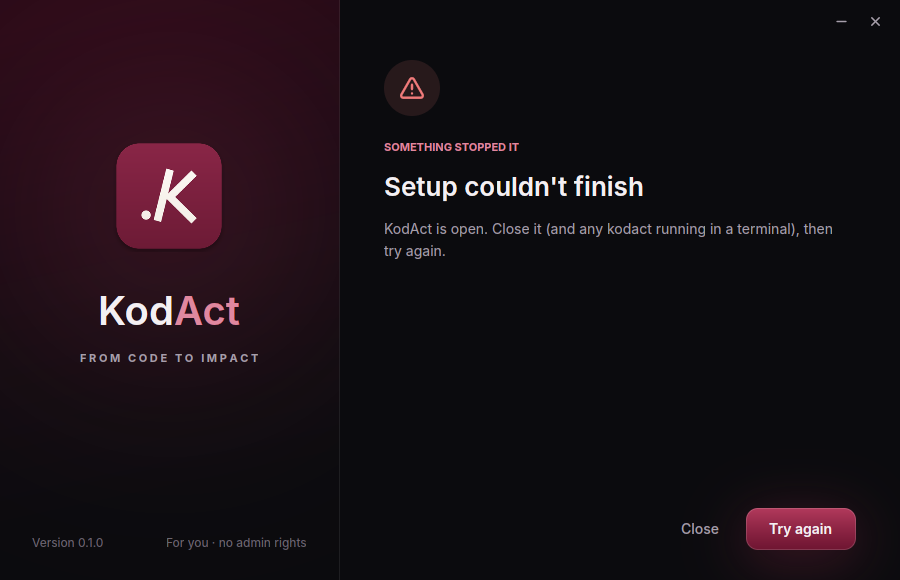 .K
KodAct
FROM CODE TO IMPACT
Version 0.1.0
For you · no admin rights
SOMETHING STOPPED IT
Setup couldn't finish
KodAct is open. Close it (and any kodact running in a terminal), then
try again.
Close
Try again